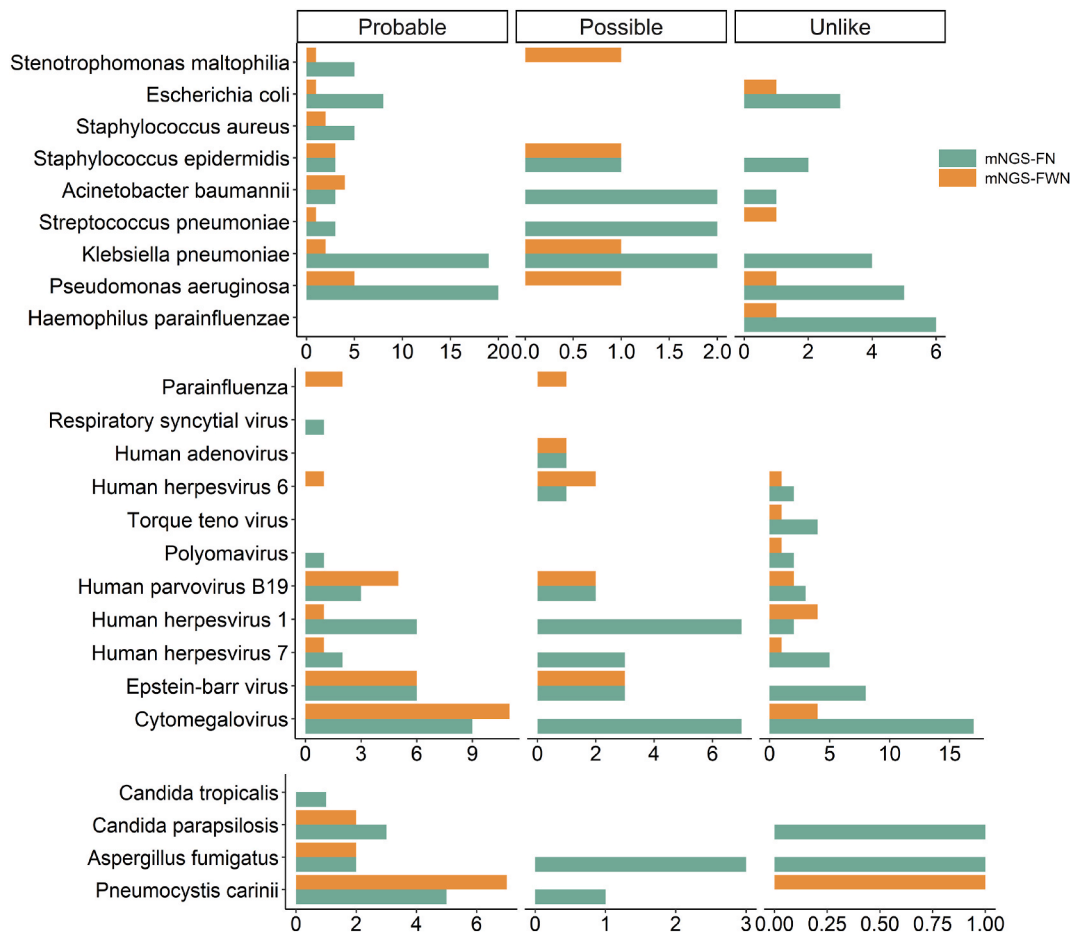 Probable Possible Unlike
Stenotrophomonas maltophilia
Escherichia coli
Staphylococcus aureus
Staphylococcus epidermidis
Acinetobacter baumannii
Streptococcus pneumoniae
Klebsiella pneumoniae
Pseudomonas aeruginosa
Haemophilus parainfluenzae
mNGS-FN
mNGS-FWN
0 5 10 15 20 0.0 0.5 1.0 1.5 2.0 0 2 4 6
Parainfluenza
Respiratory syncytial virus
Human adenovirus
Human herpesvirus 6
Torque teno virus
Polyomavirus
Human parvovirus B19
Human herpesvirus 1
Human herpesvirus 7
Epstein-barr virus
Cytomegalovirus
0 3 6 9 0 2 4 6 0 5 10 15
Candida tropicalis
Candida parapsilosis
Aspergillus fumigatus
Pneumocystis carinii
0 2 4 6 0 1 2 3 0.00 0.25 0.50 0.75 1.00